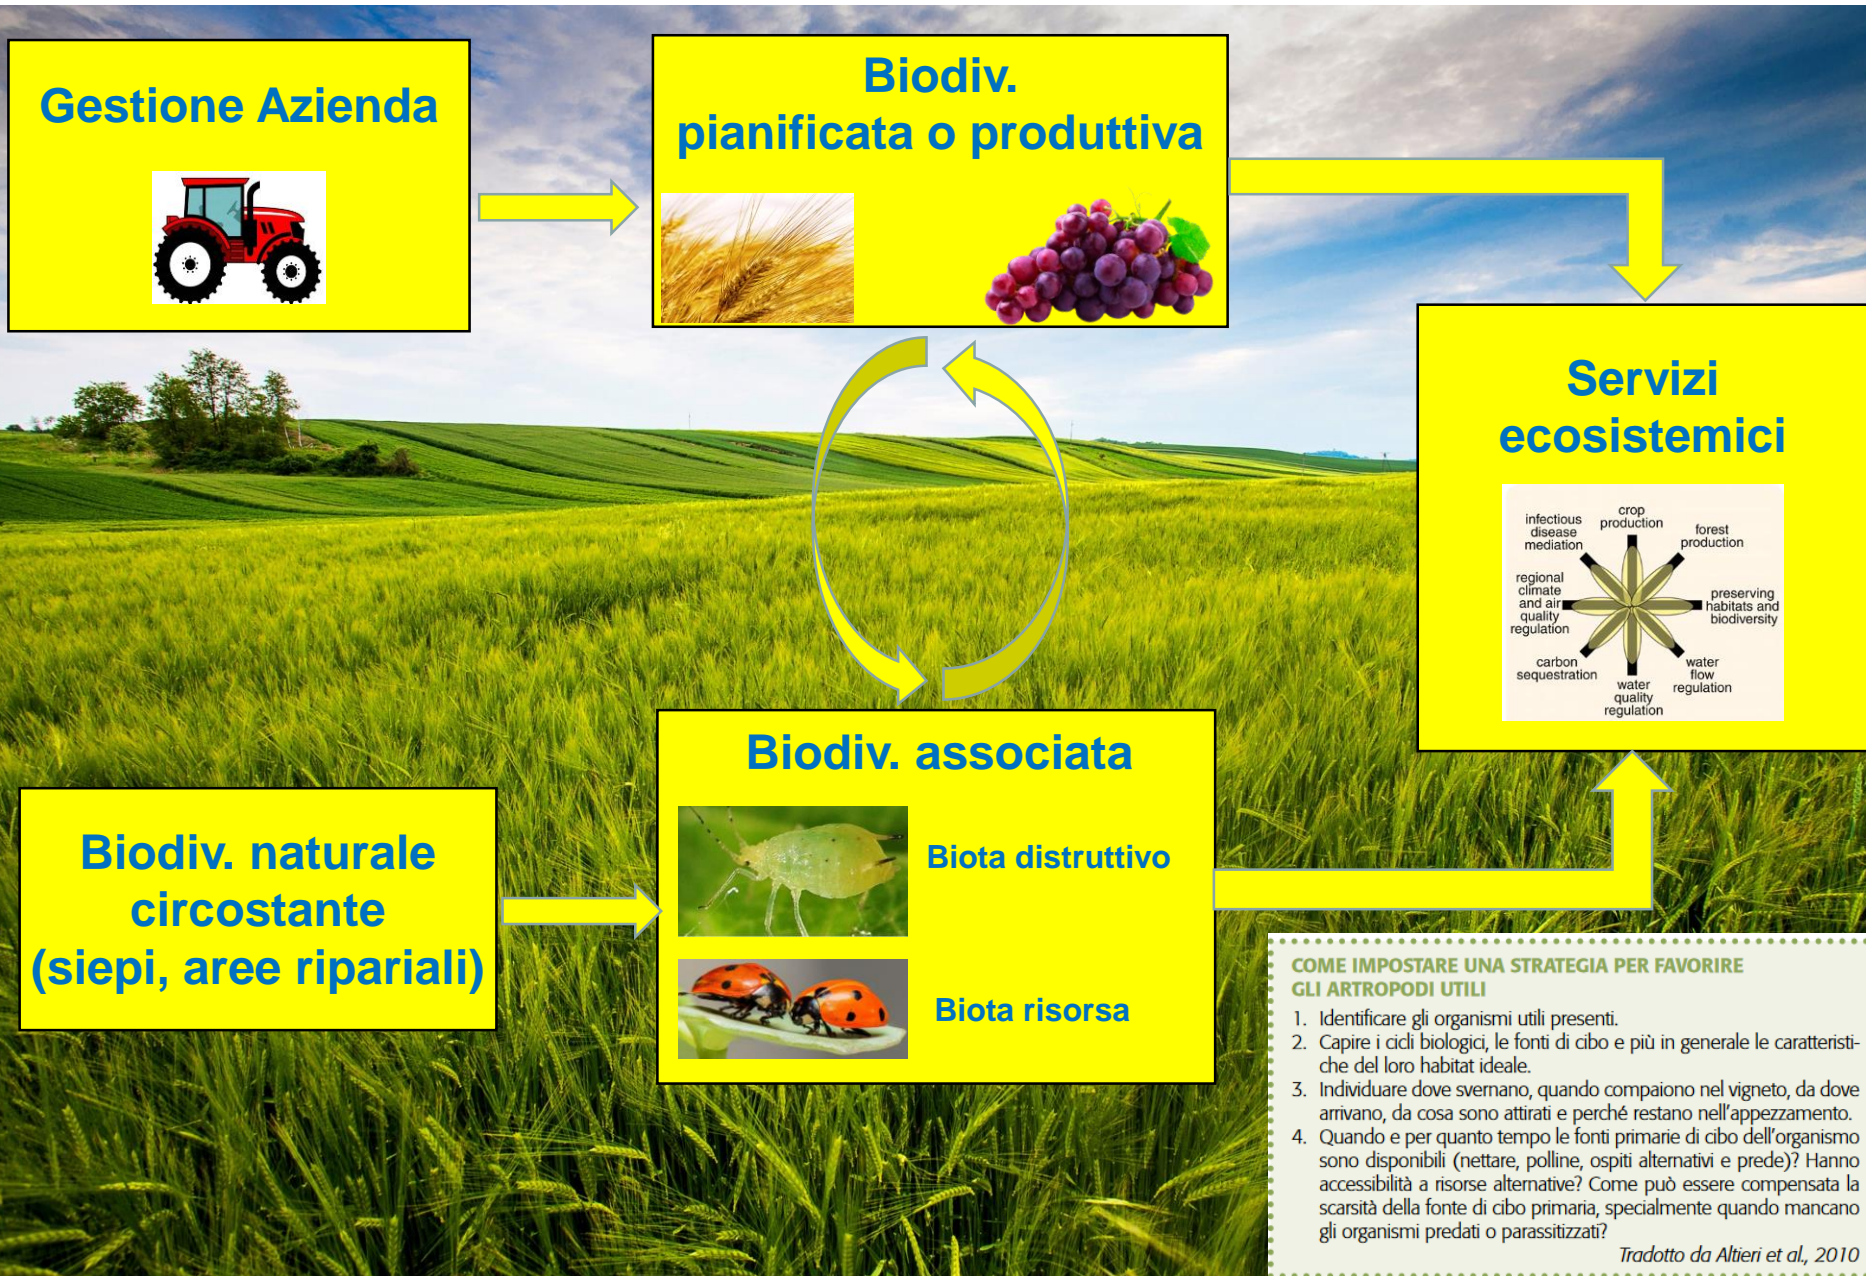 Gestione Azienda
Biodiv.
pianificata o produttiva
Servizi
ecosistemici
infectious
disease
mediation
crop
production
forest
production
regional
climate
and air
quality
regulation
preserving
habitats and
biodiversity
carbon
sequestration
water
quality
regulation
water
flow
regulation
Biodiv. associata
Biota distruttivo
Biota risorsa
Biodiv. naturale
circostante
(siepi, aree ripariali)
COME IMPOSTARE UNA STRATEGIA PER FAVORIRE
GLI ARTROPODI UTILI
1. Identificare gli organismi utili presenti.
2. Capire i cicli biologici, le fonti di cibo e più in generale le caratteristi-
che del loro habitat ideale.
3. Individuare dove svernano, quando compaiono nel vigneto, da dove
arrivano, da cosa sono attirati e perché restano nell'appezzamento.
4. Quando e per quanto tempo le fonti primarie di cibo dell'organismo
sono disponibili (nettare, polline, ospiti alternativi e prede)? Hanno
accessibilità a risorse alternative? Come può essere compensata la
scarsità della fonte di cibo primaria, specialmente quando mancano
gli organismi predati o parassitizzati?
Tradotto da Altieri et al., 2010